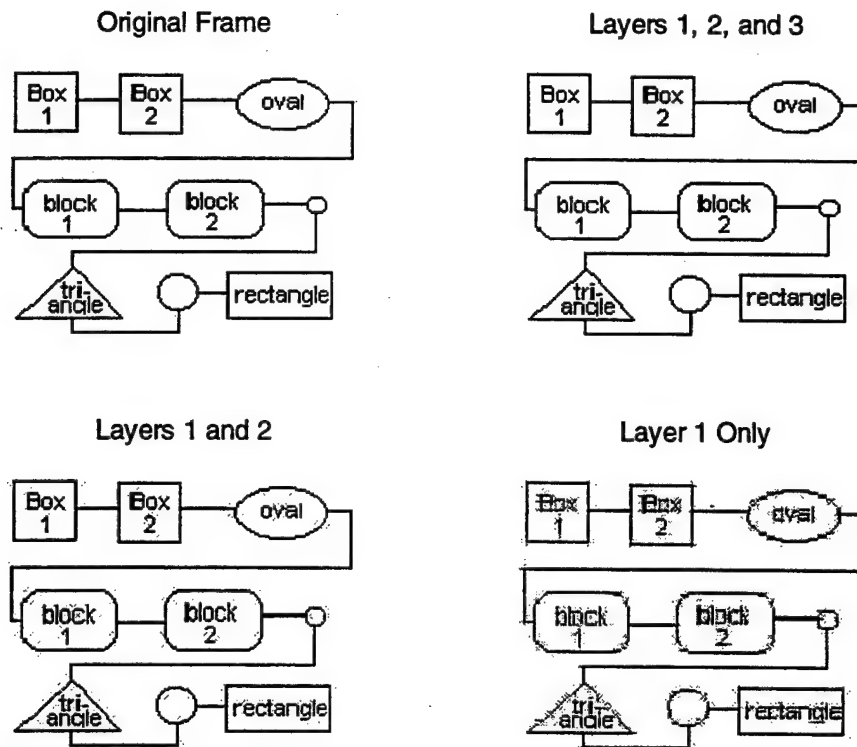 Original Frame
Box
1
Box
2
oval
block
1
block
2
tri-
angle
rectangle
Layers 1, 2, and 3
Box
1
Box
2
oval
block
1
block
2
tri-
angle
rectangle
Layers 1 and 2
Box
1
Box
2
oval
block
1
block
2
tri-
angle
rectangle
Layer 1 Only
Box
1
Box
2
oval
block
1
block
2
tri-
angle
rectangle